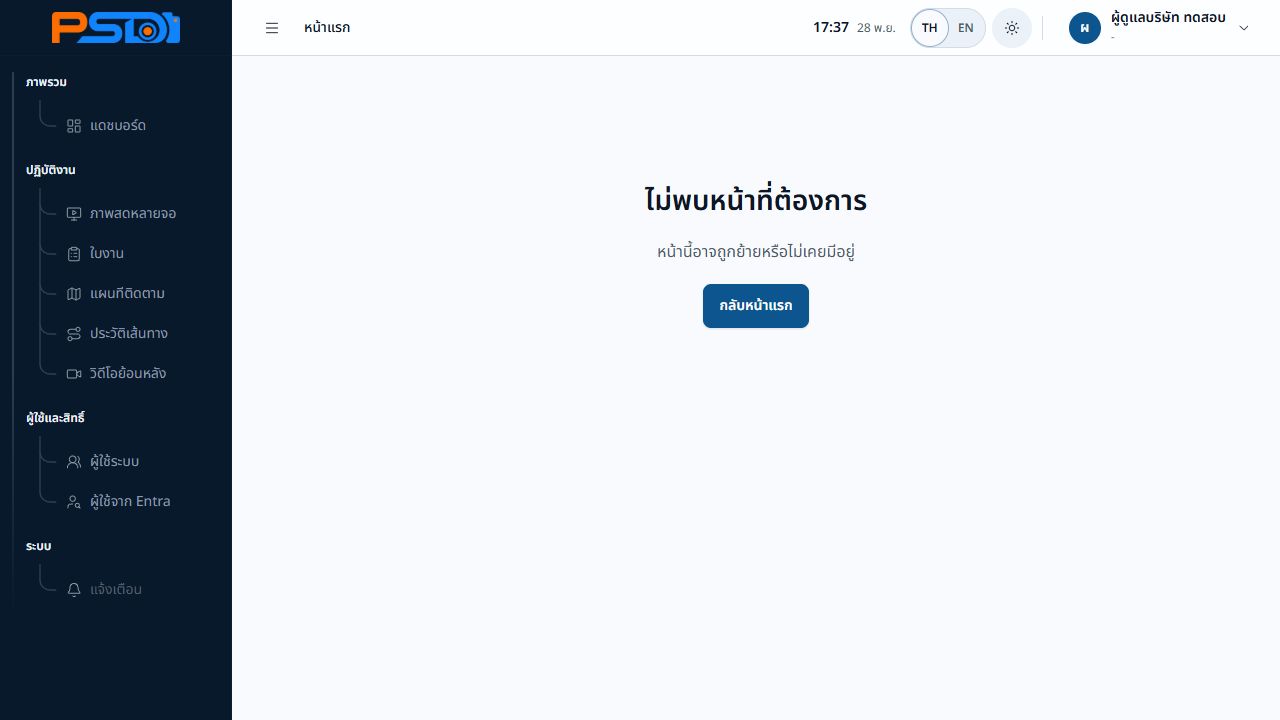 PSDI
ภาพรวม
แดชบอร์ด
ปฏิบัติงาน
ภาพสดหลายจอ
ใบงาน
แผนที่ติดตาม
ประวัติเส้นทาง
วิดีโอย้อนหลัง
ผู้ใช้และสิทธิ์
ผู้ใช้ระบบ
ผู้ใช้จาก Entra
ระบบ
แจ้งเตือน
หน้าแรก
17:37 28 พ.ย.
TH EN
ผ
ผู้ดูแลบริษัท ทดสอบ
-
ไม่พบหน้าที่ต้องการ
หน้านี้อาจถูกย้ายหรือไม่เคยมีอยู่
กลับหน้าแรก